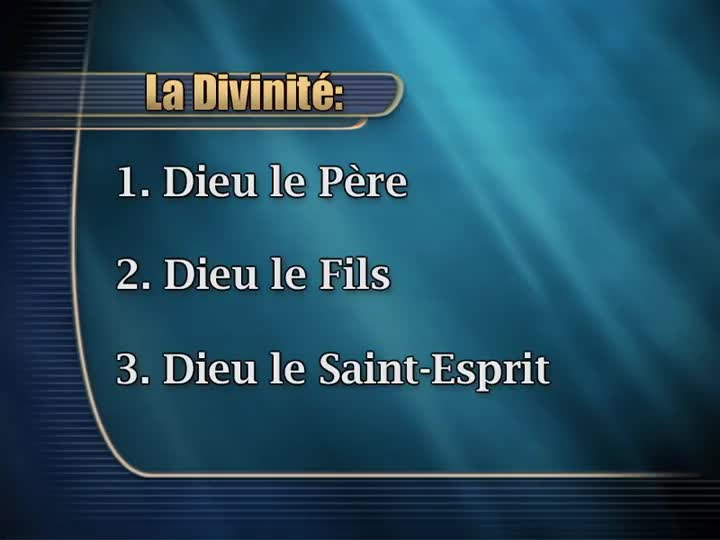 La Divinité:
1. Dieu le Père
2. Dieu le Fils
3. Dieu le Saint-Esprit